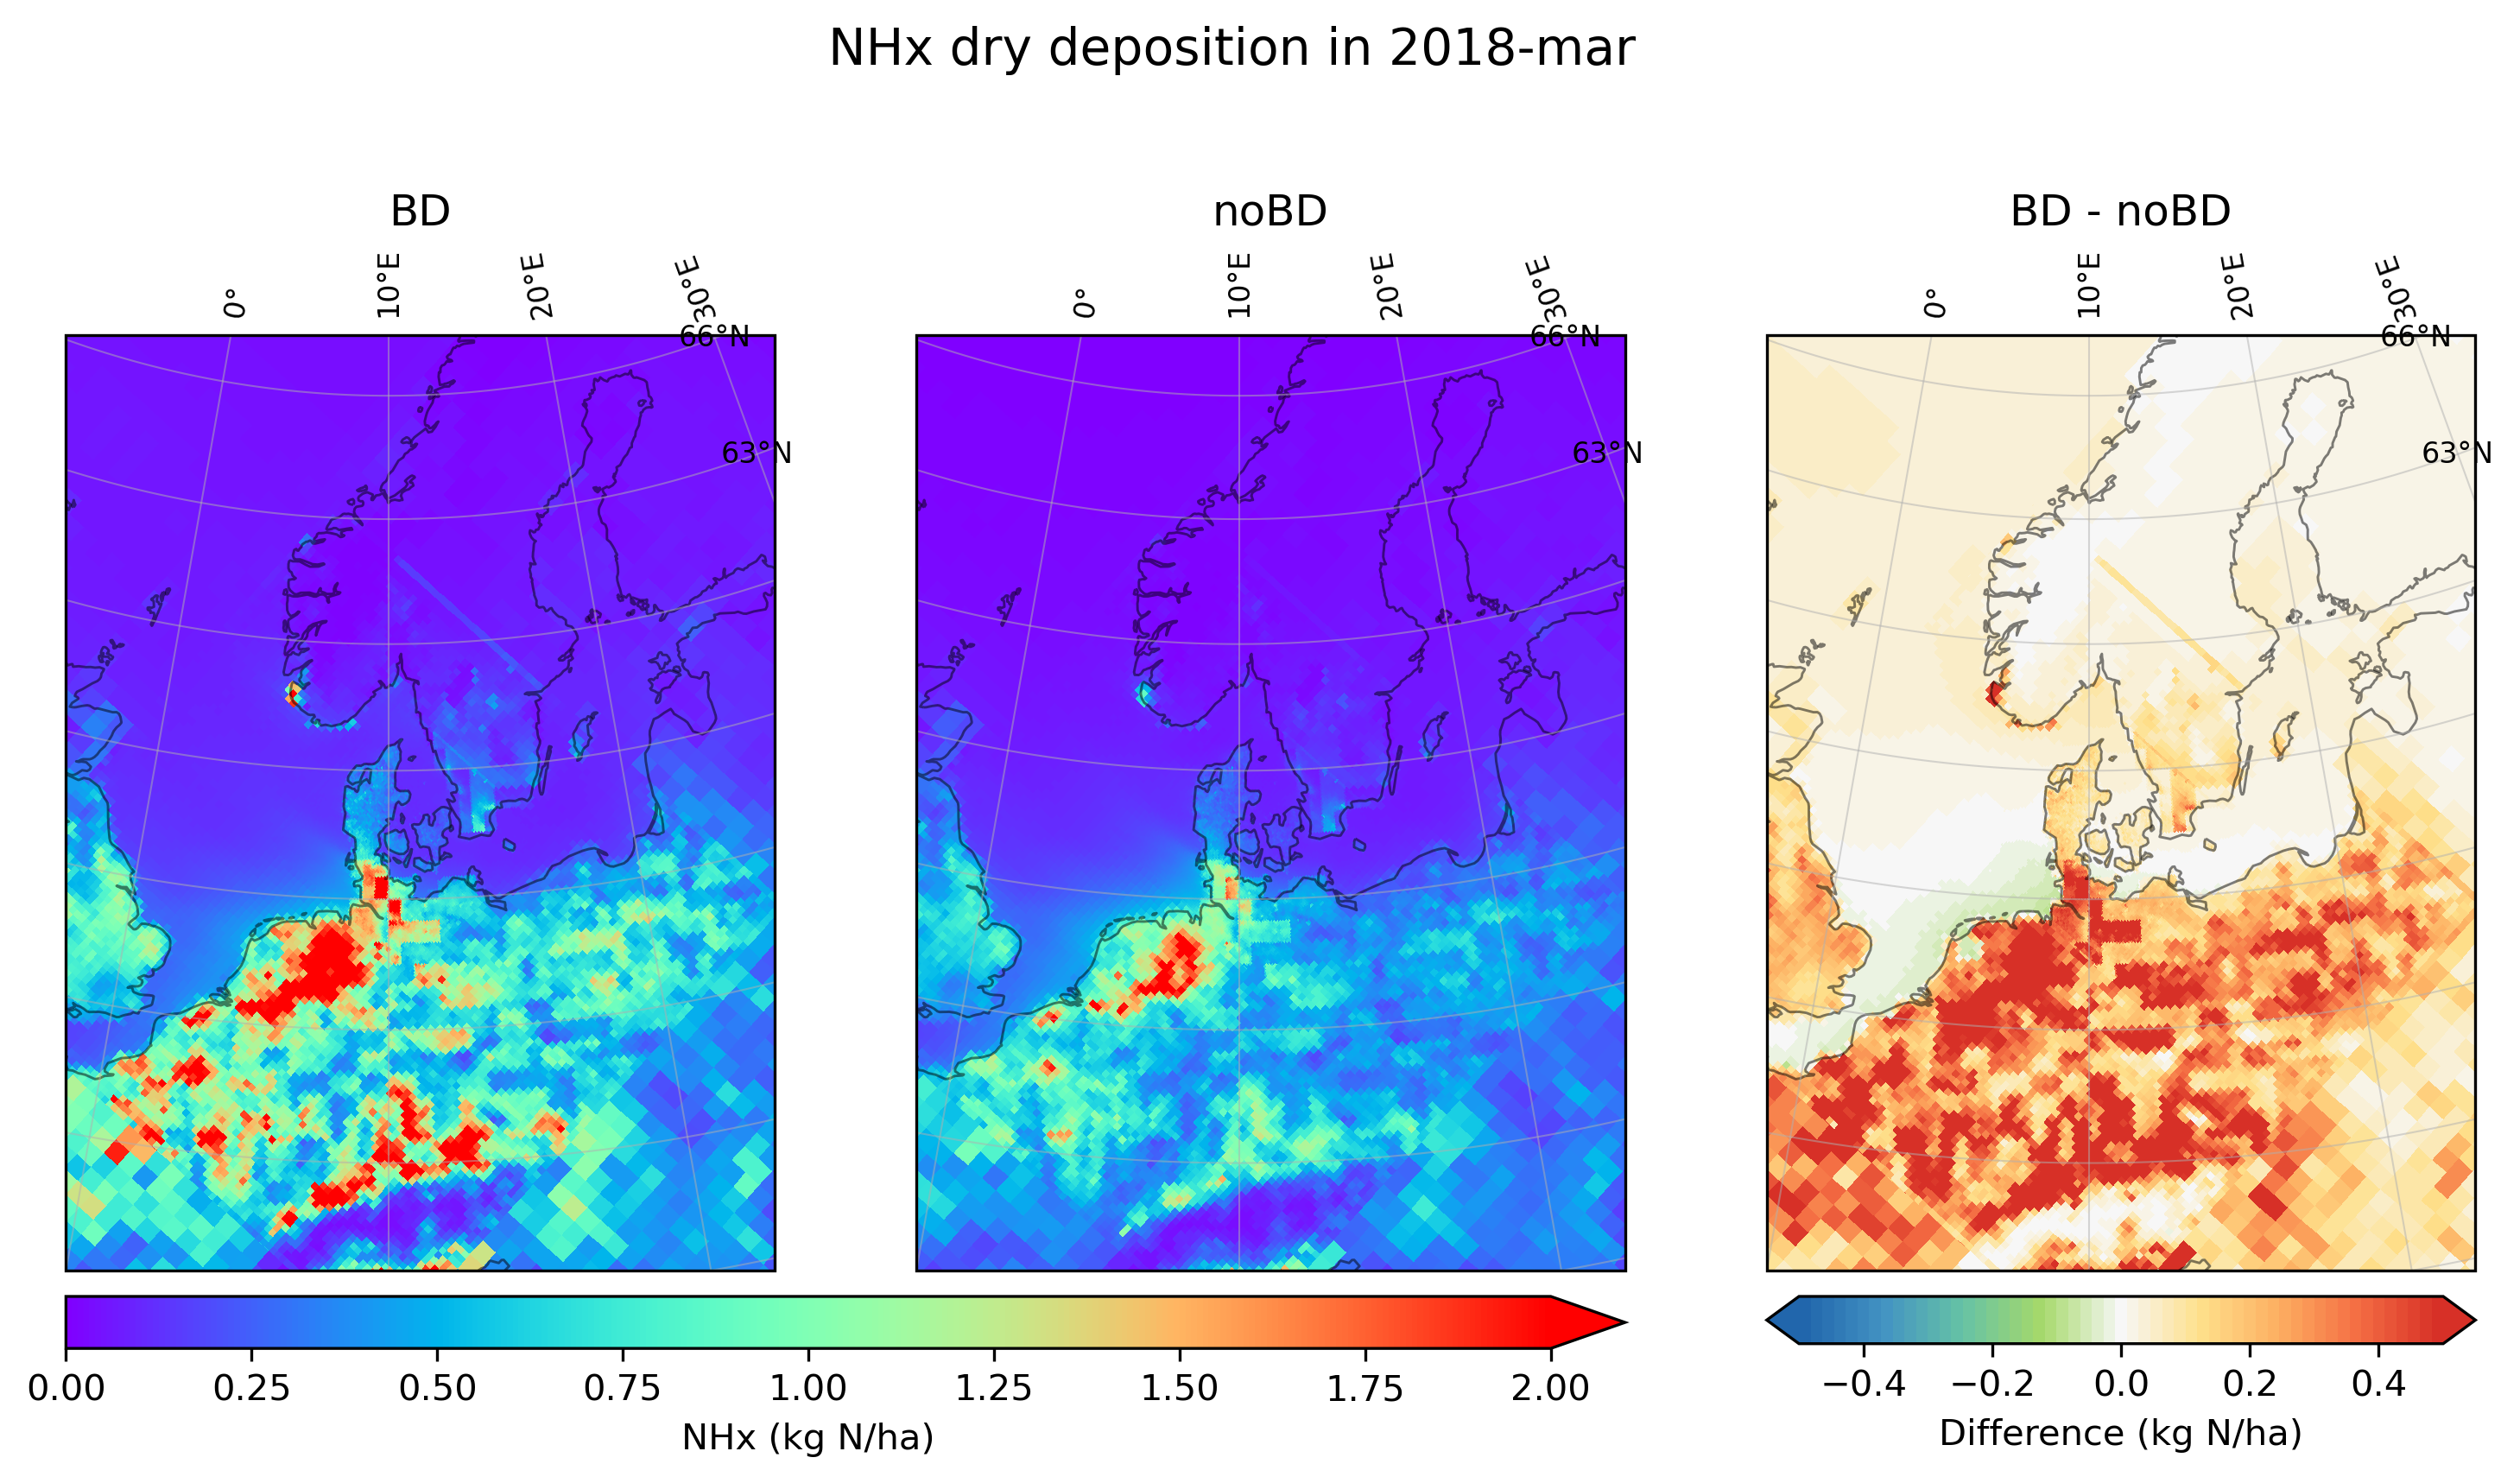 NHx dry deposition in 2018-mar
BD
noBD
BD - noBD
0° 10°E 20°E 30°E
0° 10°E 20°E 30°E
0° 10°E 20°E 30°E
66°N 66°N 66°N
63°N 63°N 63°N
0.00 0.25 0.50 0.75 1.00 1.25 1.50 1.75 2.00
NHx (kg N/ha)
−0.4 −0.2 0.0 0.2 0.4
Difference (kg N/ha)